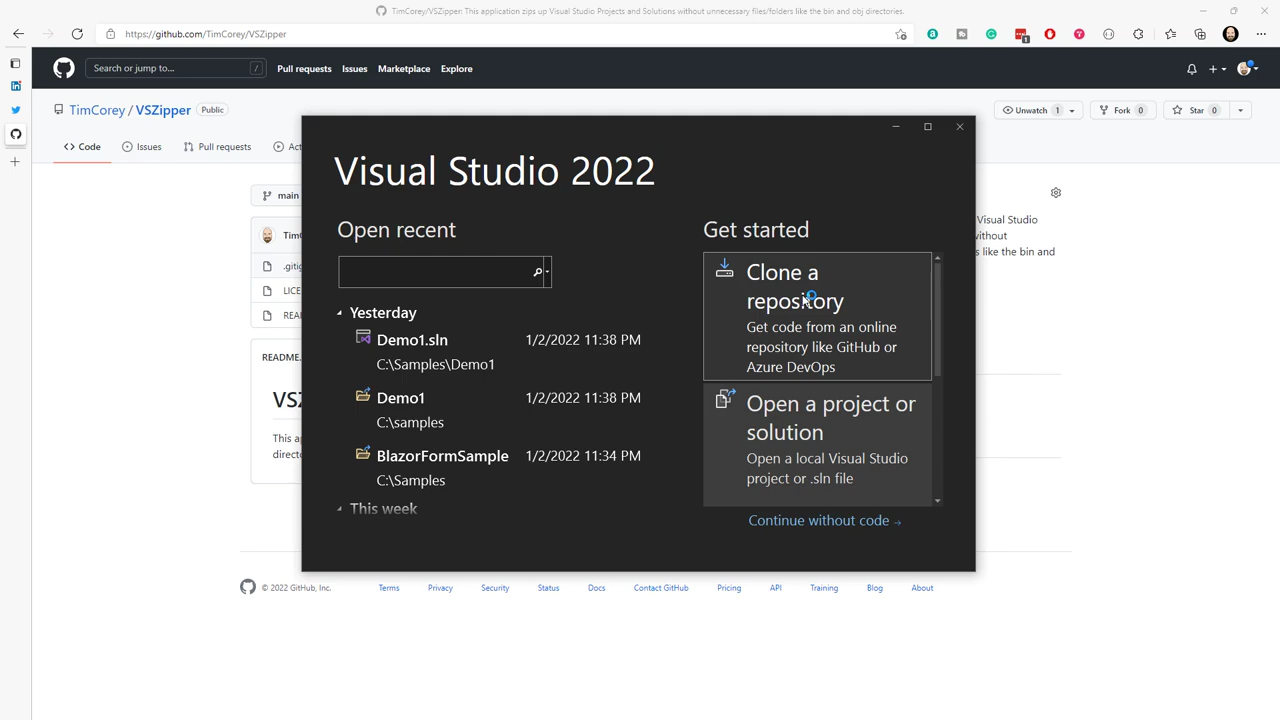 TimCorey/VSZipper: This application zips up Visual Studio Projects and Solutions without unnecessary files/folders like the bin and obj directories.
https://github.com/TimCorey/VSZipper
1
Search or jump to...
/
Pull requests
Issues
Marketplace
Explore
TimCorey / VSZipper
Public
Unwatch 1
Fork 0
Star 0
Code
Issues
Pull requests
main
Visual Studio
without
s like the bin and
.gitig
LICE
REA
README.
This ap
directo
Visual Studio 2022
Open recent
Yesterday
Demo1.sln 1/2/2022 11:38 PM
C:\Samples\Demo1
Demo1 1/2/2022 11:38 PM
C:\samples
BlazorFormSample 1/2/2022 11:34 PM
C:\Samples
This week
Get started
Clone a
repository
Get code from an online
repository like GitHub or
Azure DevOps
Open a project or
solution
Open a local Visual Studio
project or .sln file
Continue without code →
© 2022 GitHub, Inc.
Terms
Privacy
Security
Status
Docs
Contact GitHub
Pricing
API
Training
Blog
About